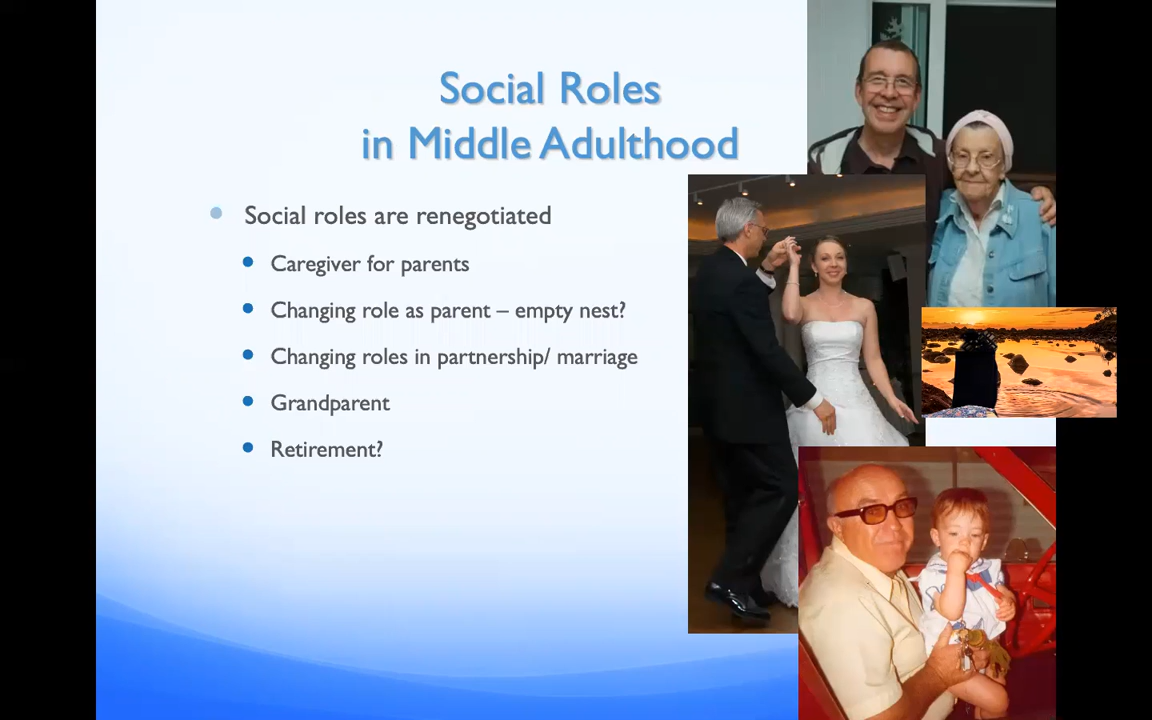 Social Roles
in Middle Adulthood
Social roles are renegotiated
Caregiver for parents
Changing role as parent – empty nest?
Changing roles in partnership/ marriage
Grandparent
Retirement?